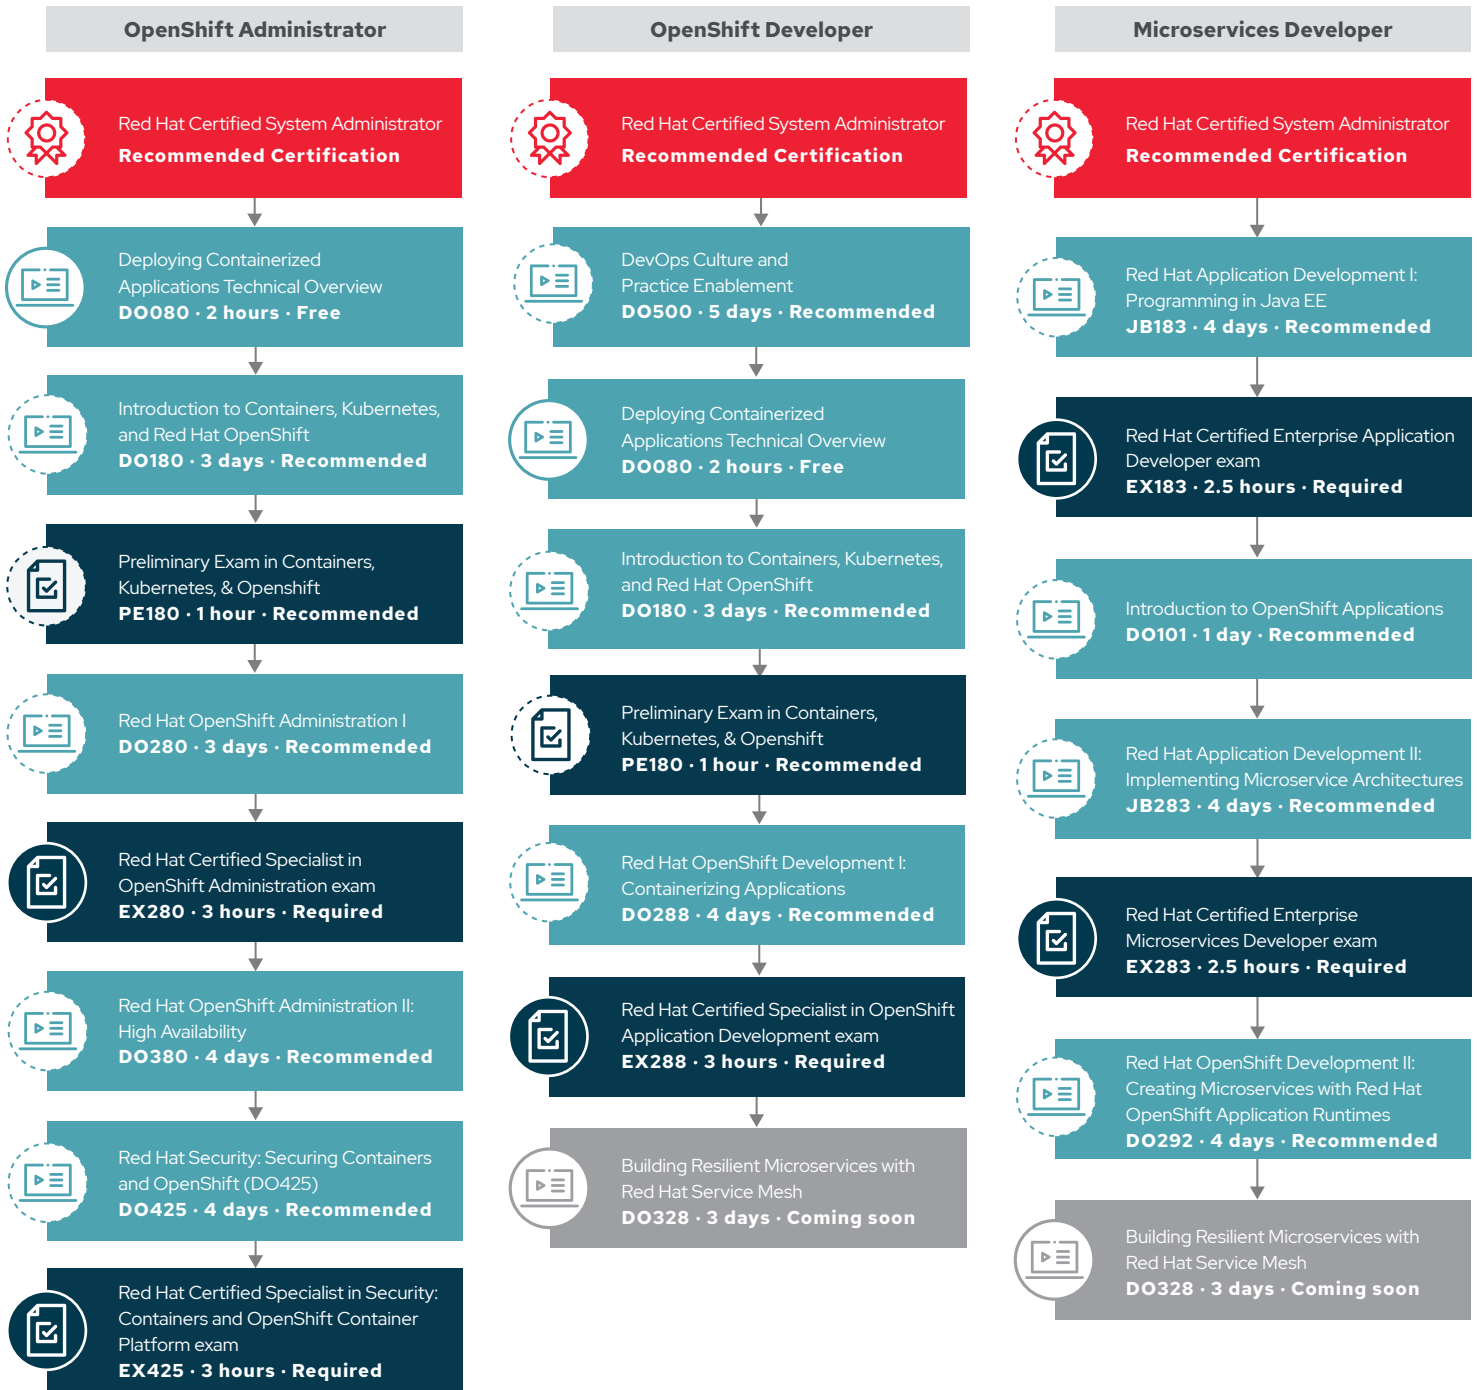 OpenShift Administrator
Red Hat Certified System Administrator
Recommended Certification
Deploying Containerized
Applications Technical Overview
DO080 · 2 hours · Free
Introduction to Containers, Kubernetes,
and Red Hat OpenShift
DO180 · 3 days · Recommended
Preliminary Exam in Containers,
Kubernetes, & Openshift
PE180 · 1 hour · Recommended
Red Hat OpenShift Administration I
DO280 · 3 days · Recommended
Red Hat Certified Specialist in
OpenShift Administration exam
EX280 · 3 hours · Required
Red Hat OpenShift Administration II:
High Availability
DO380 · 4 days · Recommended
Red Hat Security: Securing Containers
and OpenShift (DO425)
DO425 · 4 days · Recommended
Red Hat Certified Specialist in Security:
Containers and OpenShift Container
Platform exam
EX425 · 3 hours · Required
OpenShift Developer
Red Hat Certified System Administrator
Recommended Certification
DevOps Culture and
Practice Enablement
DO500 · 5 days · Recommended
Deploying Containerized
Applications Technical Overview
DO080 · 2 hours · Free
Introduction to Containers, Kubernetes,
and Red Hat OpenShift
DO180 · 3 days · Recommended
Preliminary Exam in Containers,
Kubernetes, & Openshift
PE180 · 1 hour · Recommended
Red Hat OpenShift Development I:
Containerizing Applications
DO288 · 4 days · Recommended
Red Hat Certified Specialist in OpenShift
Application Development exam
EX288 · 3 hours · Required
Building Resilient Microservices with
Red Hat Service Mesh
DO328 · 3 days · Coming soon
Microservices Developer
Red Hat Certified System Administrator
Recommended Certification
Red Hat Application Development I:
Programming in Java EE
JB183 · 4 days · Recommended
Red Hat Certified Enterprise Application
Developer exam
EX183 · 2.5 hours · Required
Introduction to OpenShift Applications
DO101 · 1 day · Recommended
Red Hat Application Development II:
Implementing Microservice Architectures
JB283 · 4 days · Recommended
Red Hat Certified Enterprise
Microservices Developer exam
EX283 · 2.5 hours · Required
Red Hat OpenShift Development II:
Creating Microservices with Red Hat
OpenShift Application Runtimes
DO292 · 4 days · Recommended
Building Resilient Microservices with
Red Hat Service Mesh
DO328 · 3 days · Coming soon